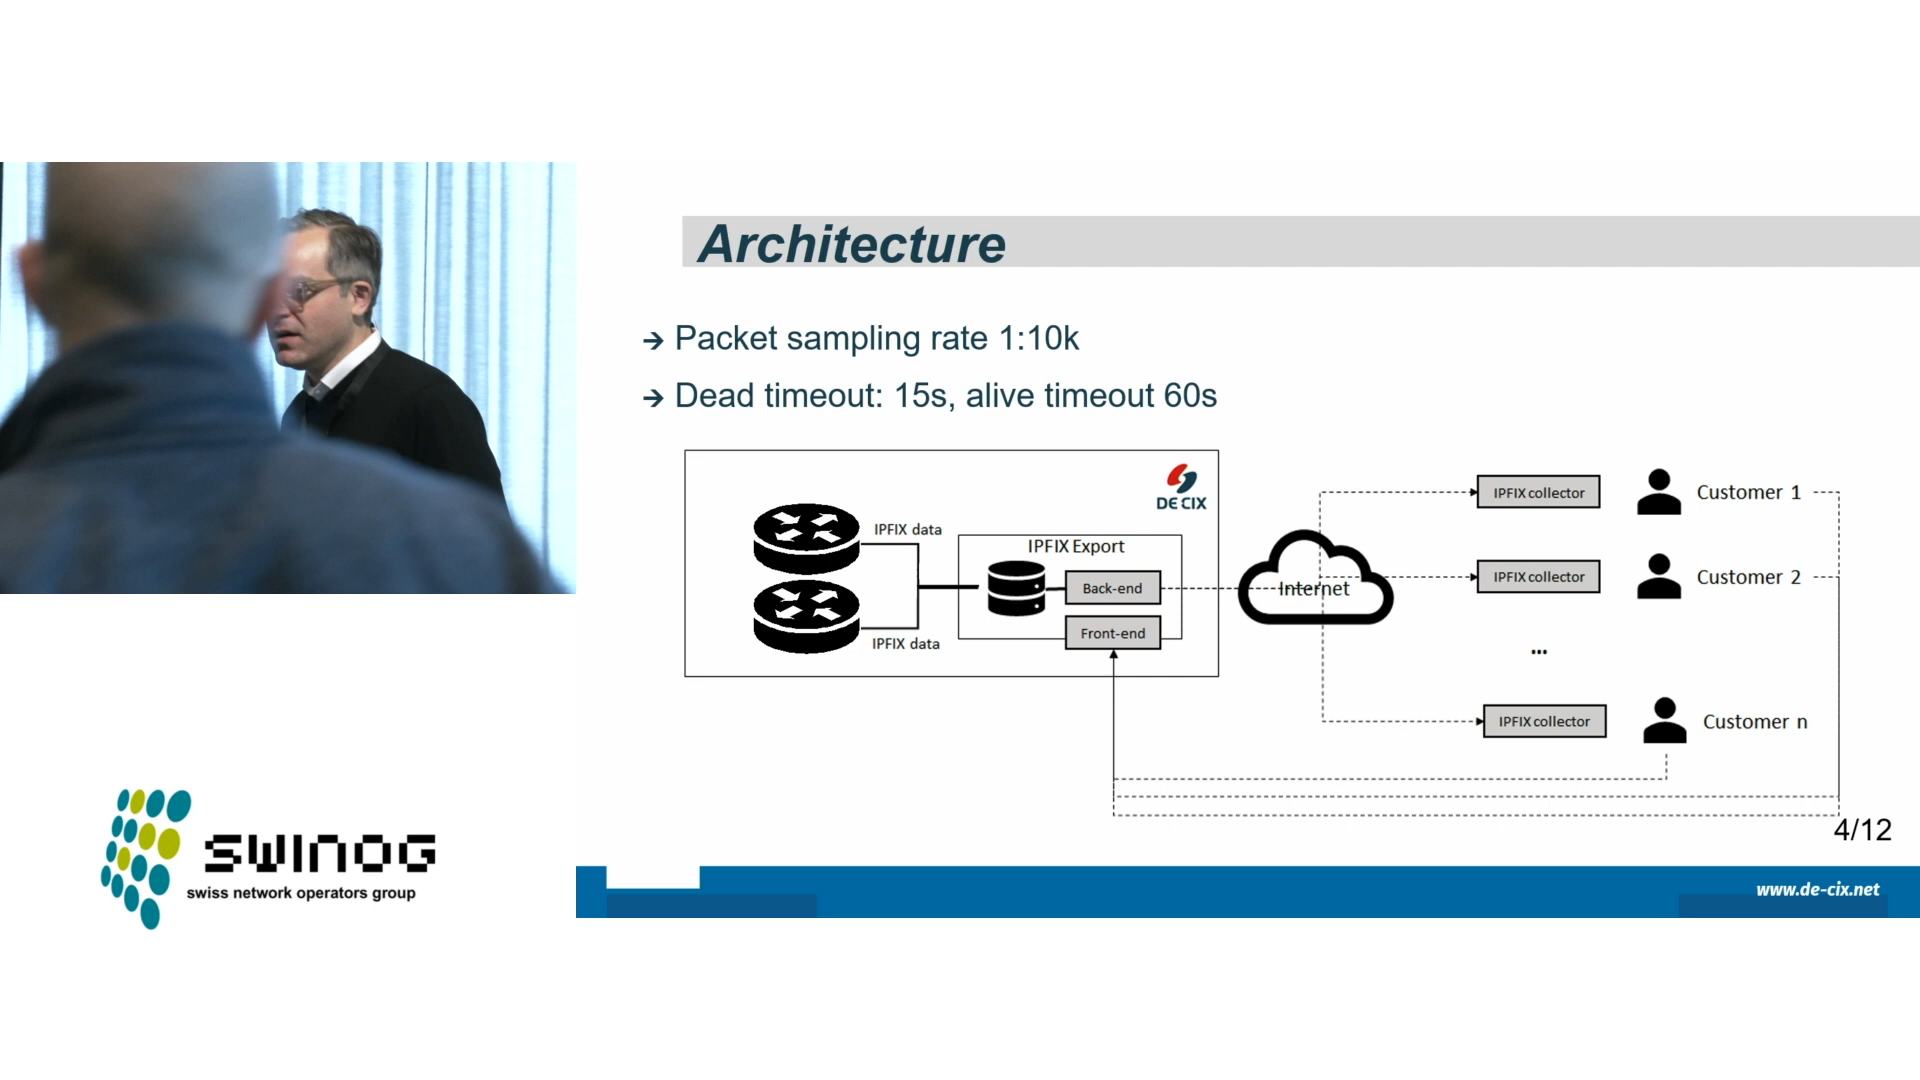 Architecture
→ Packet sampling rate 1:10k
→ Dead timeout: 15s, alive timeout 60s
DE CIX
IPFIX data
IPFIX data
IPFIX Export
Back-end
Front-end
Internet
IPFIX collector
Customer 1
IPFIX collector
Customer 2
...
IPFIX collector
Customer n
4/12
www.de-cix.net
SWINOG
swiss network operators group